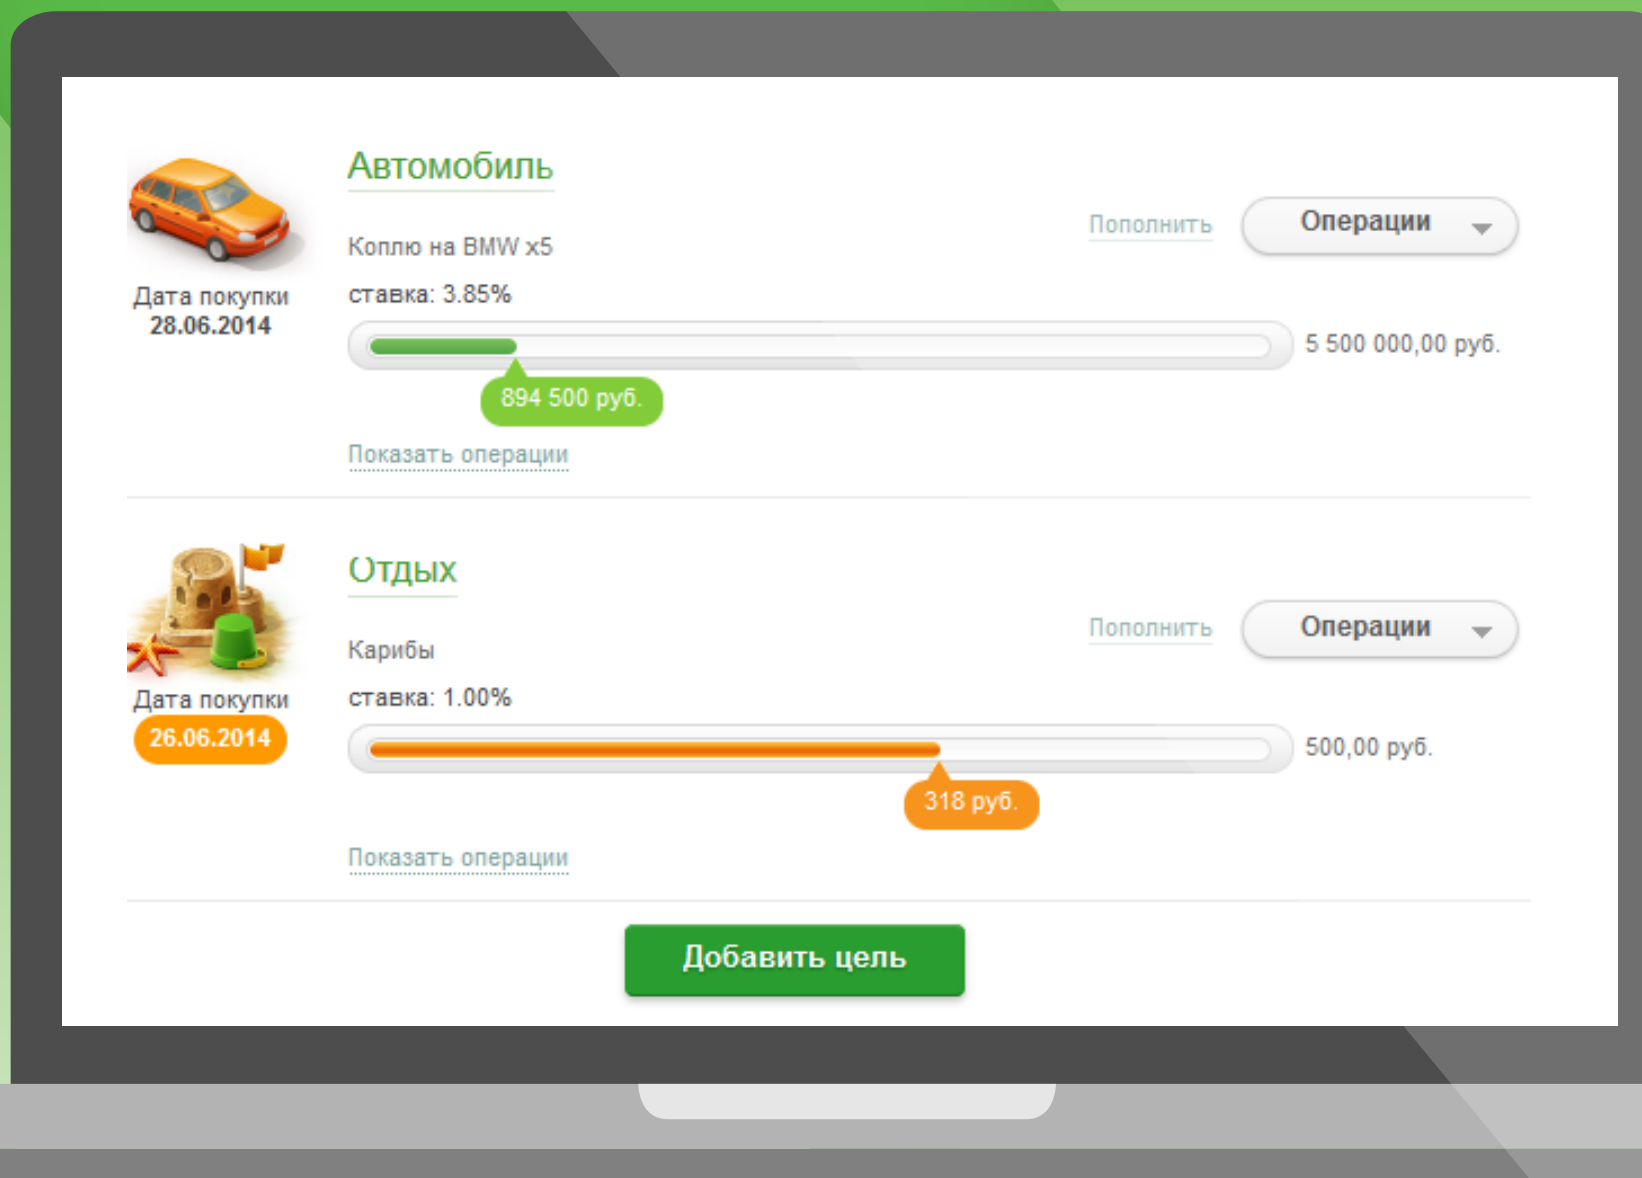 Автомобиль
Пополнить
Операции
Коплю на BMW x5
Дата покупки
28.06.2014
ставка: 3.85%
5 500 000,00 руб.
894 500 руб.
Показать операции
Отдых
Пополнить
Операции
Карибы
Дата покупки
26.06.2014
ставка: 1.00%
500,00 руб.
318 руб.
Показать операции
Добавить цель